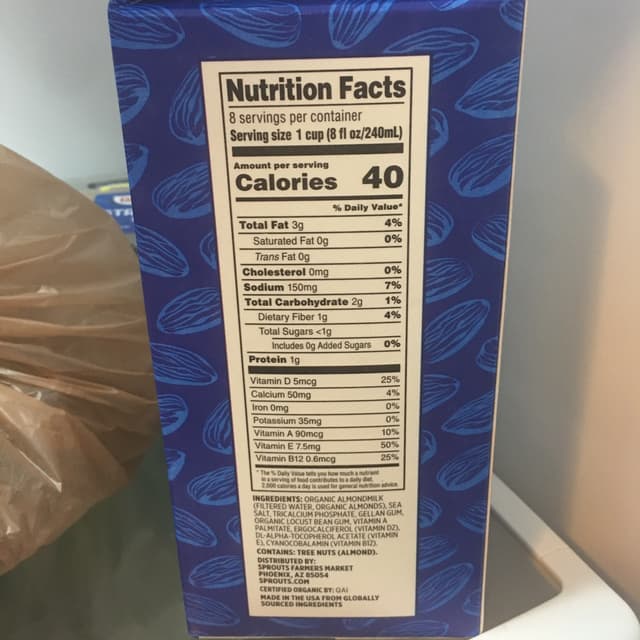 Nutrition Facts
8 servings per container
Serving size 1 cup (8 fl oz/240mL)
Amount per serving
Calories 40
% Daily Value*
Total Fat 3g 4%
Saturated Fat 0g 0%
Trans Fat 0g
Cholesterol 0mg 0%
Sodium 150mg 7%
Total Carbohydrate 2g 1%
Dietary Fiber 1g 4%
Total Sugars <1g
Includes 0g Added Sugars 0%
Protein 1g
Vitamin D 5mcg 25%
Calcium 50mg 4%
Iron 0mg 0%
Potassium 35mg 0%
Vitamin A 90mcg 10%
Vitamin E 7.5mg 50%
Vitamin B12 0.6mcg 25%
* The % Daily Value tells you how much a nutrient
in a serving of food contributes to a daily diet.
2,000 calories a day is used for general nutrition advice.
INGREDIENTS: ORGANIC ALMONDMILK
(FILTERED WATER, ORGANIC ALMONDS), SEA
SALT, TRICALCIUM PHOSPHATE, GELLAN GUM,
ORGANIC LOCUST BEAN GUM, VITAMIN A
PALMITATE, ERGOCALCIFEROL (VITAMIN D2),
DL-ALPHA-TOCOPHEROL ACETATE (VITAMIN
E), CYANOCOBALAMIN (VITAMIN B12).
CONTAINS: TREE NUTS (ALMOND).
DISTRIBUTED BY:
SPROUTS FARMERS MARKET
PHOENIX, AZ 85054
SPROUTS.COM
CERTIFIED ORGANIC BY: QAI
MADE IN THE USA FROM GLOBALLY
SOURCED INGREDIENTS